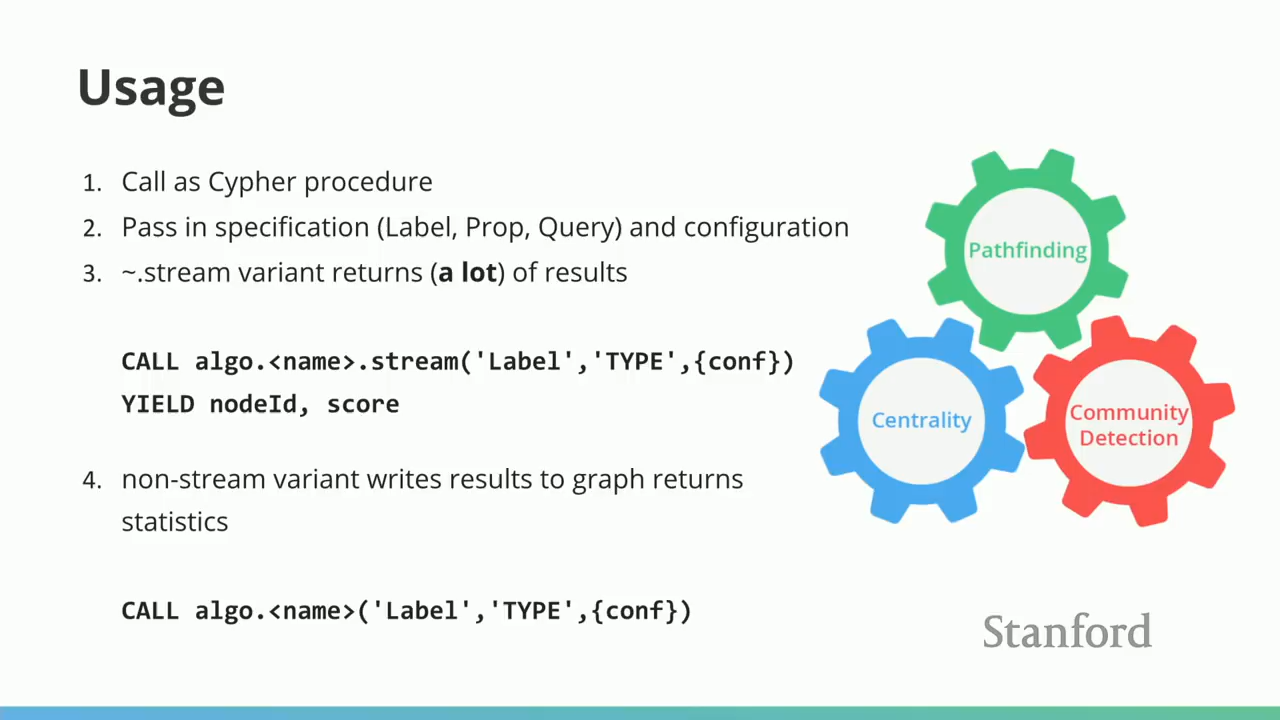 Usage
1. Call as Cypher procedure
2. Pass in specification (Label, Prop, Query) and configuration
3. ~.stream variant returns (a lot) of results
CALL algo.<name>.stream('Label','TYPE',{conf})
YIELD nodeId, score
4. non-stream variant writes results to graph returns
statistics
CALL algo.<name>('Label','TYPE',{conf})
Pathfinding
Centrality
Community
Detection
Stanford